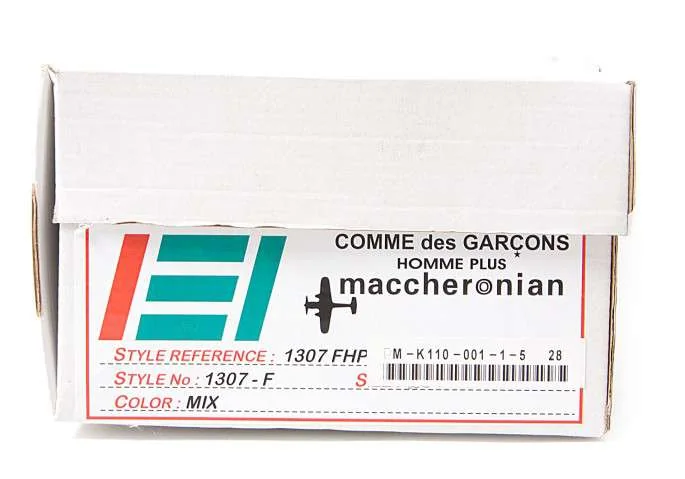 COMME des GARÇONS
HOMME PLUS
maccheronian
STYLE REFERENCE : 1307 FHP
M-K110-001-1-5 28
STYLE No : 1307 - F S
COLOR : MIX